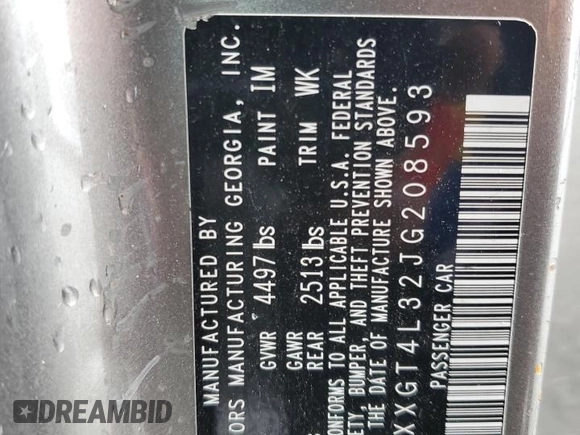 MANUFACTURED BY
ORS MANUFACTURING GEORGIA, INC.
GVWR 4497 lbs PAINT IM
GAWR
REAR 2513 lbs TRIM WK
ONFORMS TO ALL APPLICABLE U.S.A. FEDERAL
ETY, BUMPER, AND THEFT PREVENTION STANDARDS
THE DATE OF MANUFACTURE SHOWN ABOVE.
XXGT4L32JG208593
PASSENGER CAR
DREAMBID